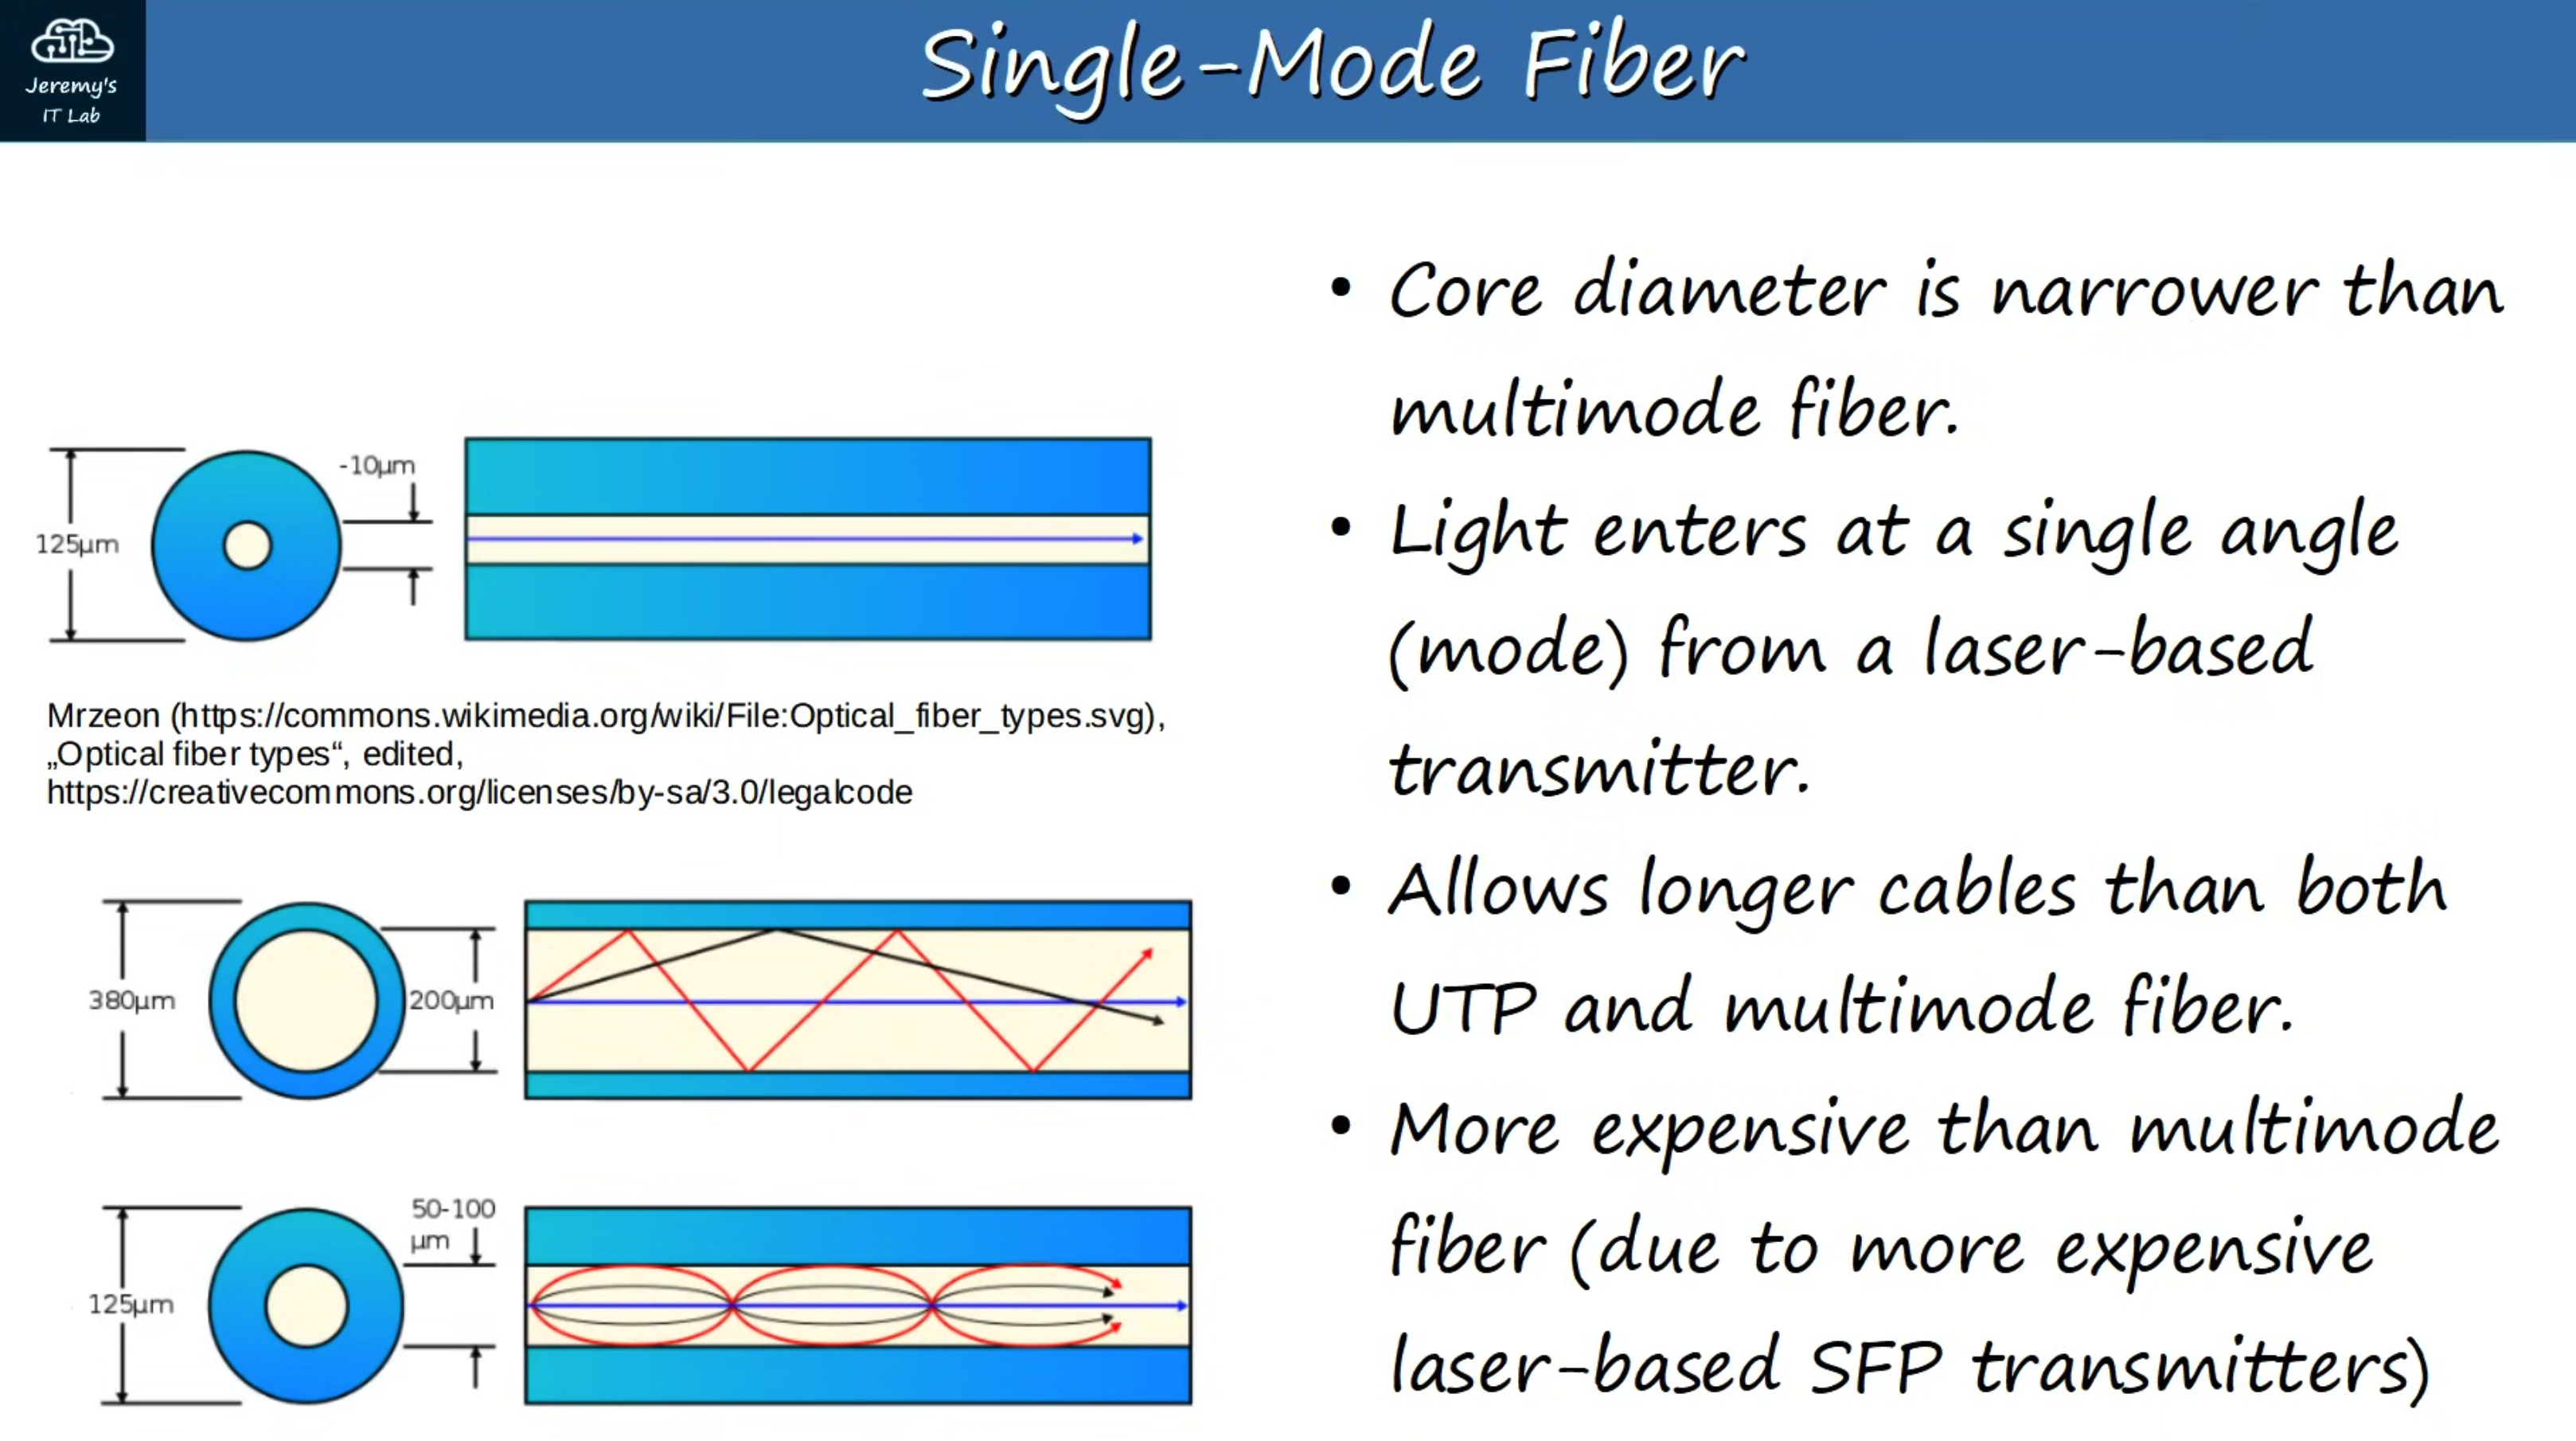 Jeremy's
IT Lab
Single-Mode Fiber
-10µm
125µm
Mrzeon (https://commons.wikimedia.org/wiki/File:Optical_fiber_types.svg),
„Optical fiber types“, edited,
https://creativecommons.org/licenses/by-sa/3.0/legalcode
380µm
200µm
50-100
µm
125µm
• Core diameter is narrower than
multimode fiber.
• Light enters at a single angle
(mode) from a laser-based
transmitter.
• Allows longer cables than both
UTP and multimode fiber.
• More expensive than multimode
fiber (due to more expensive
laser-based SFP transmitters)